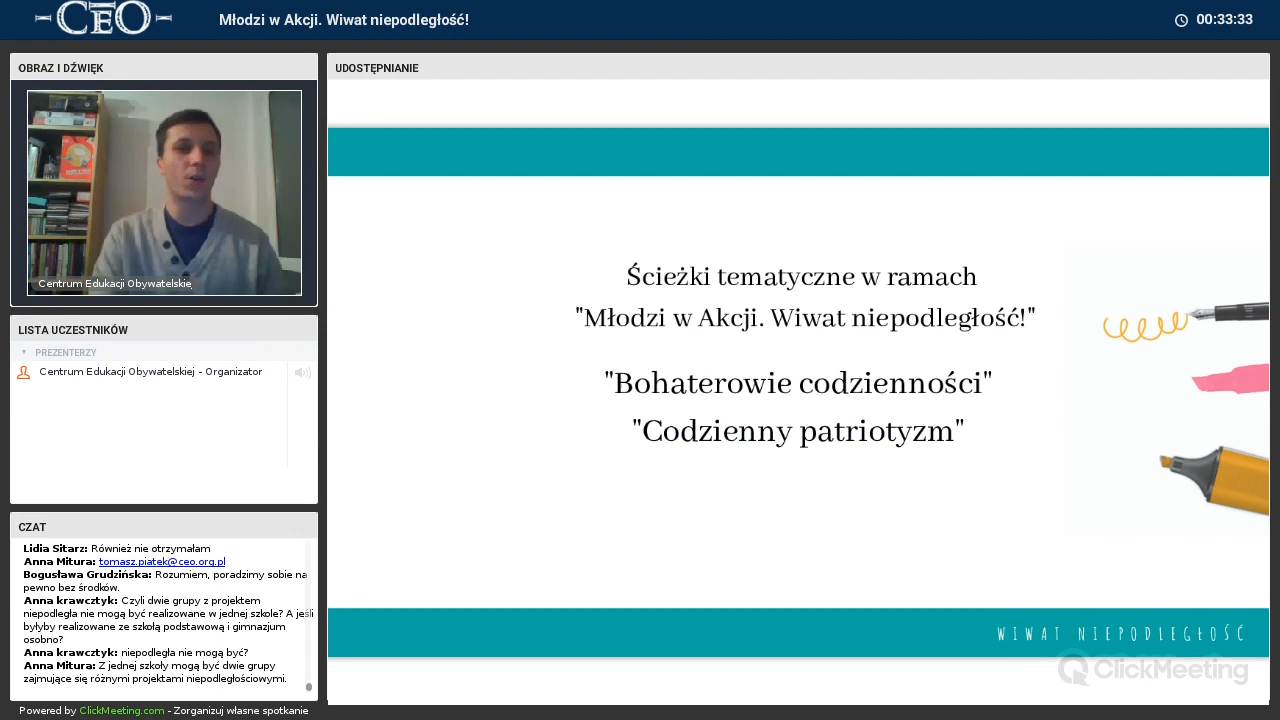 CEO
Młodzi w Akcji. Wiwat niepodległość!
00:33:33
OBRAZ I DŹWIĘK
Centrum Edukacji Obywatelskie
LISTA UCZESTNIKÓW
PREZENTERZY
Centrum Edukacji Obywatelskiej - Organizator
CZAT
Lidia Sitarz: Również nie otrzymałam
Anna Mitura: tomasz.piatek@ceo.org.pl
Bogusława Grudzińska: Rozumiem, poradzimy sobie na
pewno bez środków.
Anna krawcztyk: Czyli dwie grupy z projektem
niepodległa nie mogą być realizowane w jednej szkole? A jeśli
byłyby realizowane ze szkołą podstawową i gimnazjum
osobno?
Anna krawcztyk: niepodległa nie mogą być?
Anna Mitura: Z jednej szkoły mogą być dwie grupy
zajmujące się różnymi projektami niepodległościowymi.
Powered by ClickMeeting.com - Zorganizuj własne spotkanie
UDOSTĘPNIANIE
Ścieżki tematyczne w ramach
"Młodzi w Akcji. Wiwat niepodległość!"
"Bohaterowie codzienności"
"Codzienny patriotyzm"
WIWAT NIEPODLEGŁOŚĆ
ClickMeeting